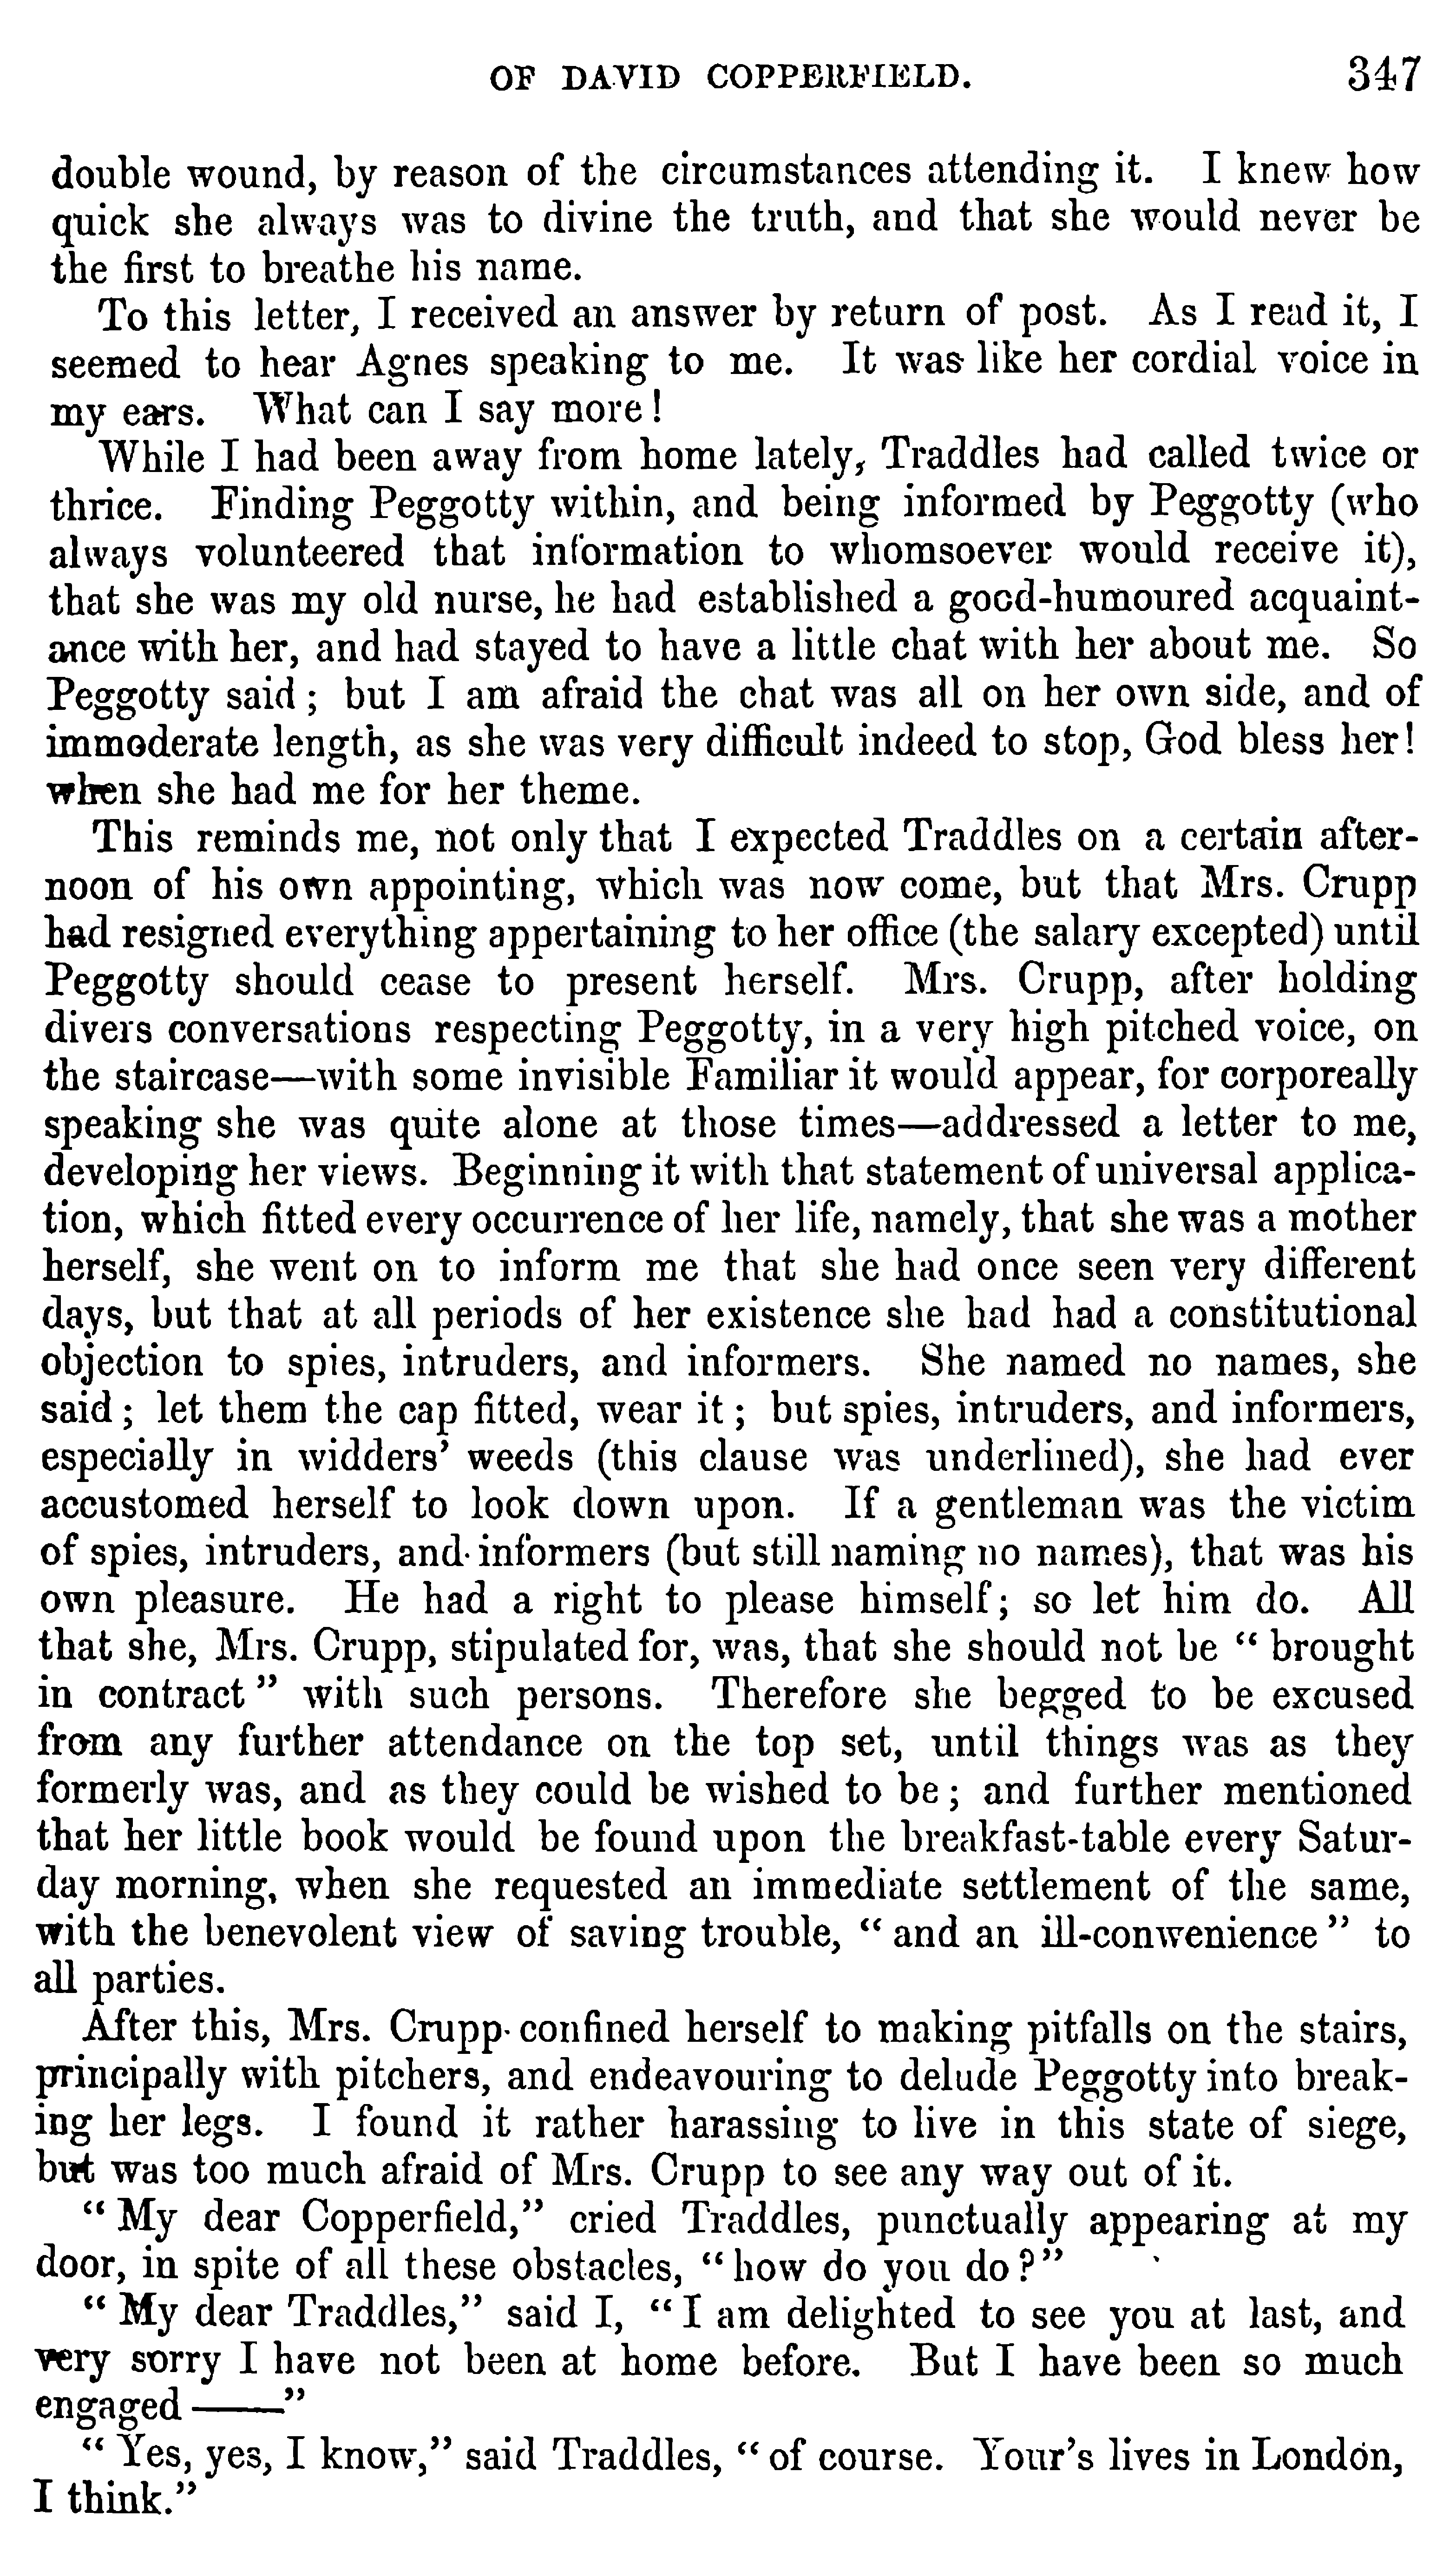 OF DAVID COPPERFIELD. 347
double wound, by reason of the circumstances attending it. I knew how
quick she always was to divine the truth, and that she would never be
the first to breathe his name.
To this letter, I received an answer by return of post. As I read it, I
seemed to hear Agnes speaking to me. It was like her cordial voice in
my ears. What can I say more!
While I had been away from home lately, Traddles had called twice or
thrice. Finding Peggotty within, and being informed by Peggotty (who
always volunteered that information to whomsoever would receive it),
that she was my old nurse, he had established a good-humoured acquaint-
ance with her, and had stayed to have a little chat with her about me. So
Peggotty said; but I am afraid the chat was all on her own side, and of
immoderate length, as she was very difficult indeed to stop, God bless her!
when she had me for her theme.
This reminds me, not only that I expected Traddles on a certain after-
noon of his own appointing, which was now come, but that Mrs. Crupp
had resigned everything appertaining to her office (the salary excepted) until
Peggotty should cease to present herself. Mrs. Crupp, after holding
divers conversations respecting Peggotty, in a very high pitched voice, on
the staircase—with some invisible Familiar it would appear, for corporeally
speaking she was quite alone at those times—addressed a letter to me,
developing her views. Beginning it with that statement of universal applica-
tion, which fitted every occurrence of her life, namely, that she was a mother
herself, she went on to inform me that she had once seen very different
days, but that at all periods of her existence she had had a constitutional
objection to spies, intruders, and informers. She named no names, she
said; let them the cap fitted, wear it; but spies, intruders, and informers,
especially in widders' weeds (this clause was underlined), she had ever
accustomed herself to look down upon. If a gentleman was the victim
of spies, intruders, and informers (but still naming no names), that was his
own pleasure. He had a right to please himself; so let him do. All
that she, Mrs. Crupp, stipulated for, was, that she should not be "brought
in contract" with such persons. Therefore she begged to be excused
from any further attendance on the top set, until things was as they
formerly was, and as they could be wished to be; and further mentioned
that her little book would be found upon the breakfast-table every Satur-
day morning, when she requested an immediate settlement of the same,
with the benevolent view of saving trouble, "and an ill-conwenience" to
all parties.
After this, Mrs. Crupp confined herself to making pitfalls on the stairs,
principally with pitchers, and endeavouring to delude Peggotty into break-
ing her legs. I found it rather harassing to live in this state of siege,
but was too much afraid of Mrs. Crupp to see any way out of it.
"My dear Copperfield," cried Traddles, punctually appearing at my
door, in spite of all these obstacles, "how do you do?"
"My dear Traddles," said I, "I am delighted to see you at last, and
very sorry I have not been at home before. But I have been so much
engaged ——"
"Yes, yes, I know," said Traddles, "of course. Your's lives in London,
I think."